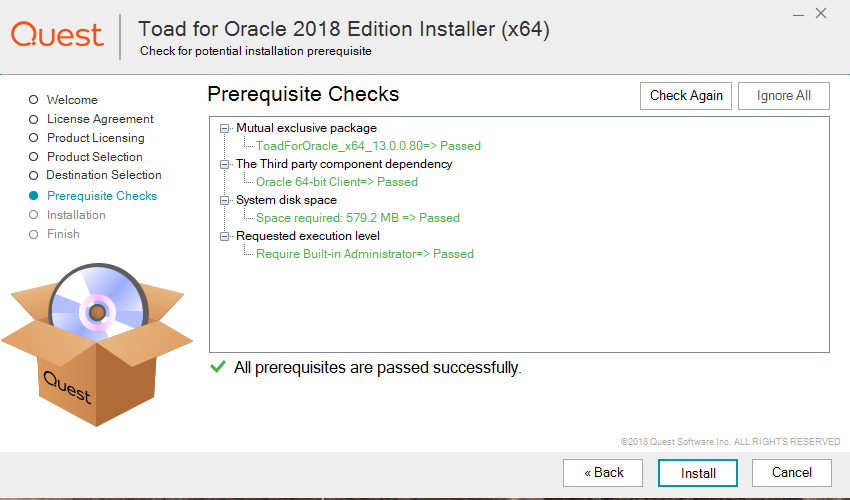 Quest
Toad for Oracle 2018 Edition Installer (x64)
Check for potential installation prerequisite
Welcome
License Agreement
Product Licensing
Product Selection
Destination Selection
Prerequisite Checks
Installation
Finish
Quest
Prerequisite Checks
Check Again
Ignore All
Mutual exclusive package
ToadForOracle_x64_13.0.0.80=> Passed
The Third party component dependency
Oracle 64-bit Client=> Passed
System disk space
Space required: 579.2 MB => Passed
Requested execution level
Require Built-in Administrator=> Passed
All prerequisites are passed successfully.
©2018 Quest Software Inc. ALL RIGHTS RESERVED
« Back
Install
Cancel